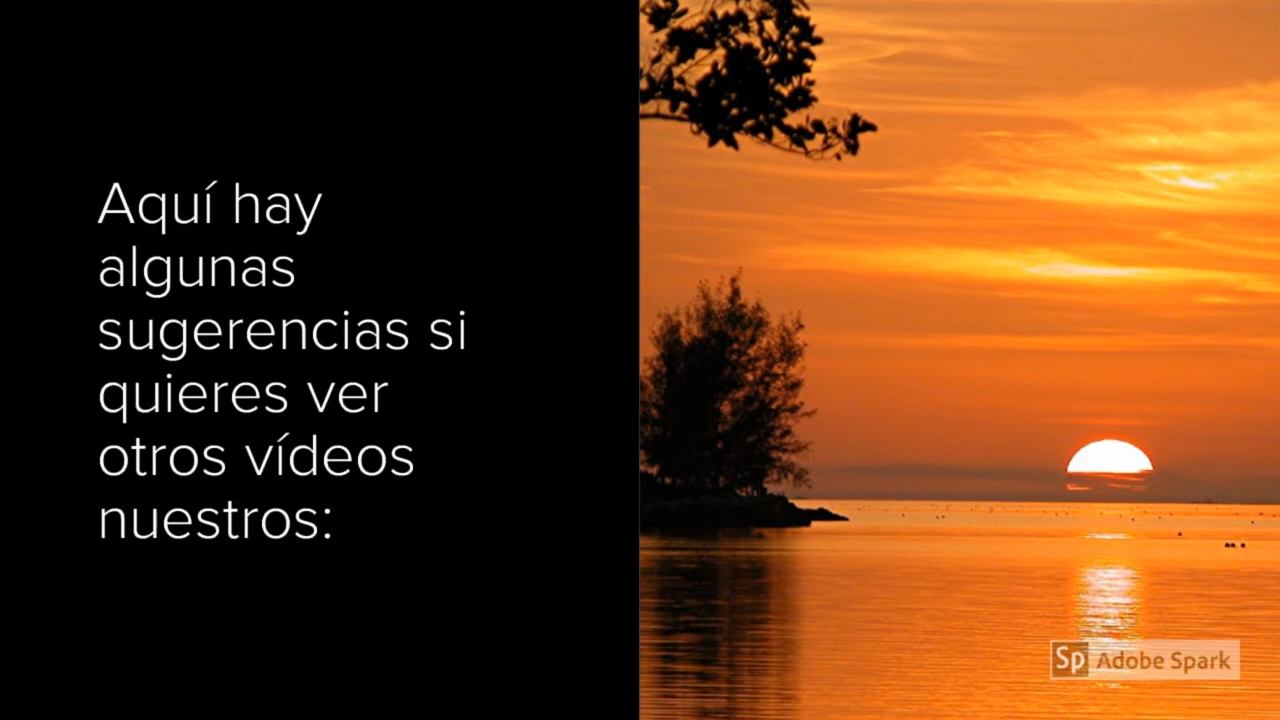 Aquí hay
algunas
sugerencias si
quieres ver
otros vídeos
nuestros:
Sp Adobe Spark